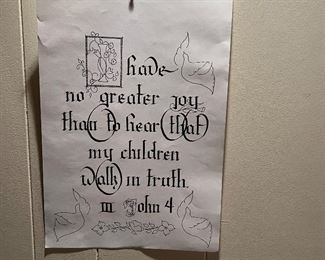 I have
no greater joy
than to hear that
my children
walk in truth.
III John 4